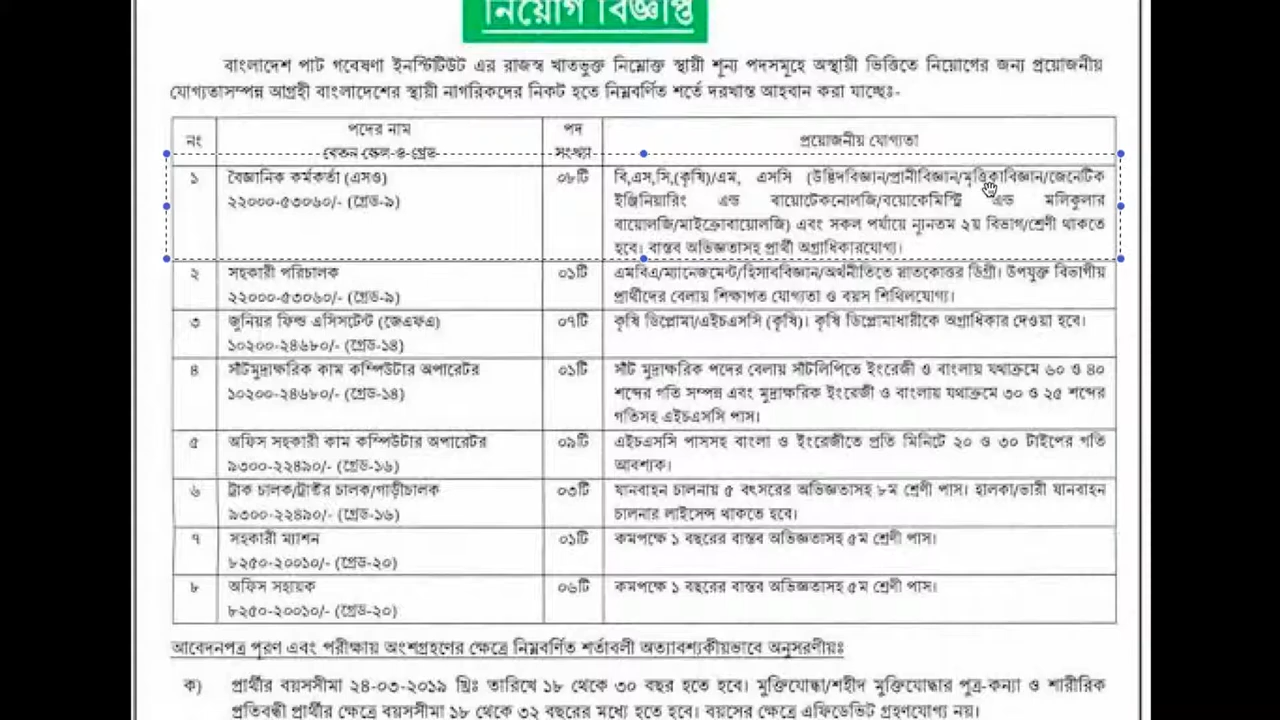 নিয়োগ বিজ্ঞপ্তি
বাংলাদেশ পাট গবেষণা ইনস্টিটিউট এর রাজস্ব খাতভুক্ত নিম্নোক্ত স্থায়ী শূন্য পদসমূহে অস্থায়ী ভিত্তিতে নিয়োগের জন্য প্রয়োজনীয়
যোগ্যতাসম্পন্ন আগ্রহী বাংলাদেশের স্থায়ী নাগরিকদের নিকট হতে নিম্নবর্ণিত শর্তে দরখাস্ত আহবান করা যাচ্ছেঃ-
নং পদের নাম পদ প্রয়োজনীয় যোগ্যতা
বেতন স্কেল ও গ্রেড সংখ্যা
১ বৈজ্ঞানিক কর্মকর্তা (এসও) ০৮টি বি,এস,সি,(কৃষি)/এম, এসসি (উদ্ভিদবিজ্ঞান/প্রানীবিজ্ঞান/মৃত্তিকাবিজ্ঞান/জেনেটিক
২২০০০-৫৩০৬০/- (গ্রেড-৯) ইঞ্জিনিয়ারিং এন্ড বায়োটেকনোলজি/বয়োকেমিস্ট্রি এন্ড মলিকুলার
বায়োলজি/মাইক্রোবায়োলজি) এবং সকল পর্যায়ে ন্যূনতম ২য় বিভাগ/শ্রেণী থাকতে
হবে। বাস্তব অভিজ্ঞতাসহ প্রার্থী অগ্রাধিকারযোগ্য।
২ সহকারী পরিচালক ০১টি এমবিএ/ম্যানেজমেন্ট/হিসাববিজ্ঞান/অর্থনীতিতে স্নাতকোত্তর ডিগ্রী। উপযুক্ত বিভাগীয়
২২০০০-৫৩০৬০/- (গ্রেড-৯) প্রার্থীদের বেলায় শিক্ষাগত যোগ্যতা ও বয়স শিথিলযোগ্য।
৩ জুনিয়র ফিল্ড এসিসটেন্ট (জেএফএ) ০৭টি কৃষি ডিপ্লোমা/এইচএসসি (কৃষি)। কৃষি ডিপ্লোমাধারীকে অগ্রাধিকার দেওয়া হবে।
১০২০০-২৪৬৮০/- (গ্রেড-১৪)
৪ সাঁটমুদ্রাক্ষরিক কাম কম্পিউটার অপারেটর ০১টি সাঁট মুদ্রাক্ষরিক পদের বেলায় সাঁটলিপিতে ইংরেজী ও বাংলায় যথাক্রমে ৬০ ও ৪০
১০২০০-২৪৬৮০/- (গ্রেড-১৪) শব্দের গতি সম্পন্ন এবং মুদ্রাক্ষরিক ইংরেজী ও বাংলায় যথাক্রমে ৩০ ও ২৫ শব্দের
গতিসহ এইচএসসি পাস।
৫ অফিস সহকারী কাম কম্পিউটার অপারেটর ০৯টি এইচএসসি পাসসহ বাংলা ও ইংরেজীতে প্রতি মিনিটে ২০ ও ৩০ টাইপের গতি
৯৩০০-২২৪৯০/- (গ্রেড-১৬) আবশ্যক।
৬ ট্রাক চালক/ট্রাক্টর চালক/গাড়ীচালক ০৩টি যানবাহন চালনায় ৫ বৎসরের অভিজ্ঞতাসহ ৮ম শ্রেণী পাস। হালকা/ভারী যানবাহন
৯৩০০-২২৪৯০/- (গ্রেড-১৬) চালনার লাইসেন্স থাকতে হবে।
৭ সহকারী ম্যাশন ০১টি কমপক্ষে ১ বছরের বাস্তব অভিজ্ঞতাসহ ৫ম শ্রেণী পাস।
৮২৫০-২০০১০/- (গ্রেড-২০)
৮ অফিস সহায়ক ০৬টি কমপক্ষে ১ বছরের বাস্তব অভিজ্ঞতাসহ ৫ম শ্রেণী পাস।
৮২৫০-২০০১০/- (গ্রেড-২০)
আবেদনপত্র পূরণ এবং পরীক্ষায় অংশগ্রহণের ক্ষেত্রে নিম্নবর্ণিত শর্তাবলী অত্যাবশ্যকীয়ভাবে অনুসরণীয়ঃ
ক) প্রার্থীর বয়সসীমা ২৪-০৩-২০১৯ খ্রিঃ তারিখে ১৮ থেকে ৩০ বছর হতে হবে। মুক্তিযোদ্ধা/শহীদ মুক্তিযোদ্ধার পুত্র-কন্যা ও শারীরিক
প্রতিবন্ধী প্রার্থীর ক্ষেত্রে বয়সসীমা ১৮ থেকে ৩২ বছরের মধ্যে হতে হবে। বয়সের ক্ষেত্রে এফিডেভিট গ্রহণযোগ্য নয়।